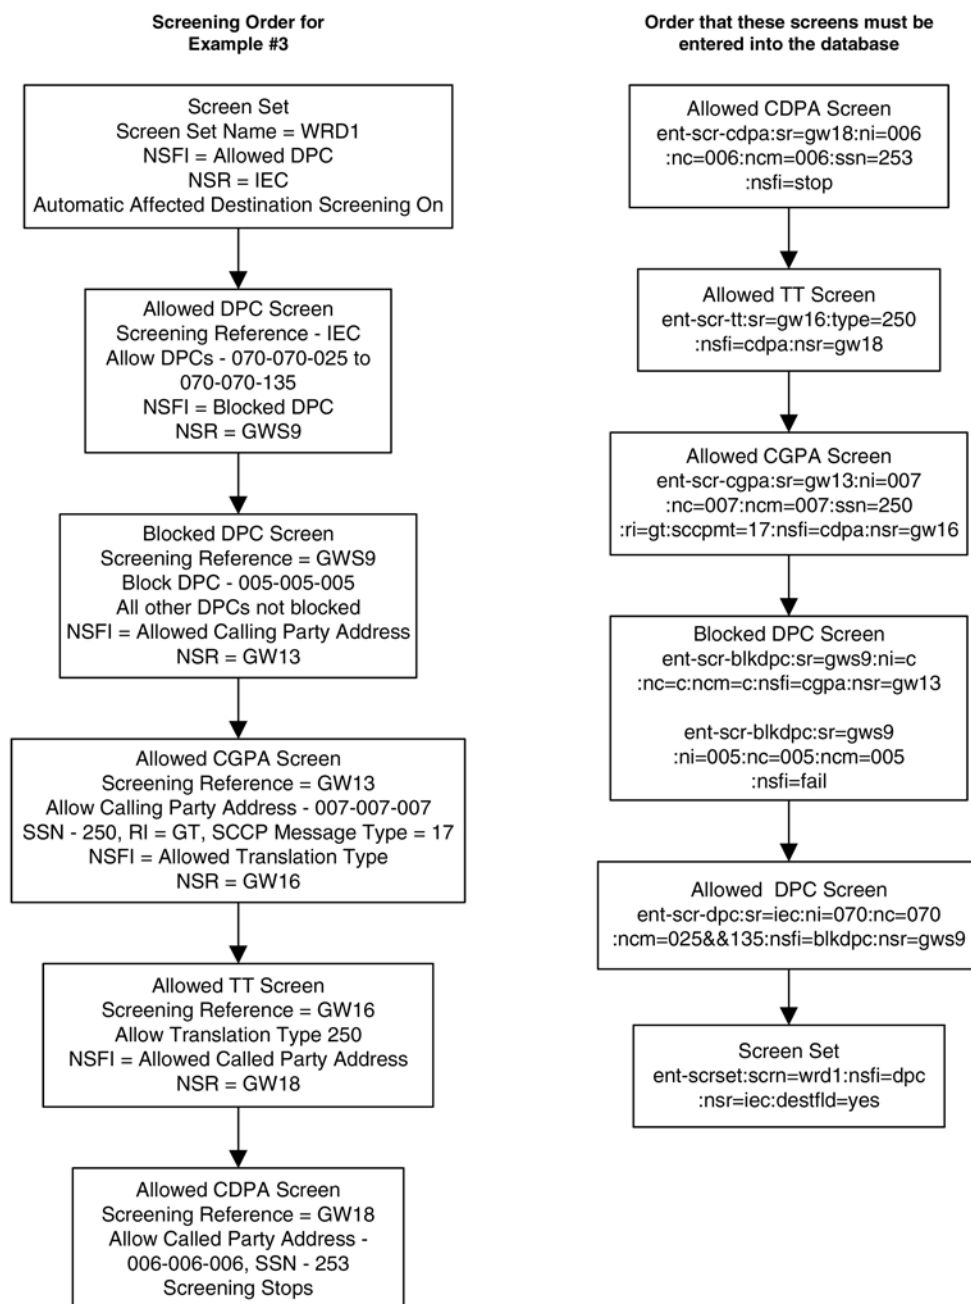 Screening Order for
Example #3
Screen Set
Screen Set Name = WRD1
NSFI = Allowed DPC
NSR = IEC
Automatic Affected Destination Screening On
Allowed DPC Screen
Screening Reference - IEC
Allow DPCs - 070-070-025 to
070-070-135
NSFI = Blocked DPC
NSR = GWS9
Blocked DPC Screen
Screening Reference = GWS9
Block DPC - 005-005-005
All other DPCs not blocked
NSFI = Allowed Calling Party Address
NSR = GW13
Allowed CGPA Screen
Screening Reference = GW13
Allow Calling Party Address - 007-007-007
SSN - 250, RI = GT, SCCP Message Type = 17
NSFI = Allowed Translation Type
NSR = GW16
Allowed TT Screen
Screening Reference = GW16
Allow Translation Type 250
NSFI = Allowed Called Party Address
NSR = GW18
Allowed CDPA Screen
Screening Reference = GW18
Allow Called Party Address -
006-006-006, SSN - 253
Screening Stops
Order that these screens must be
entered into the database
Allowed CDPA Screen
ent-scr-cdpa:sr=gw18:ni=006
:nc=006:ncm=006:ssn=253
:nsfi=stop
Allowed TT Screen
ent-scr-tt:sr=gw16:type=250
:nsfi=cdpa:nsr=gw18
Allowed CGPA Screen
ent-scr-cgpa:sr=gw13:ni=007
:nc=007:ncm=007:ssn=250
:ri=gt:sccpmt=17:nsfi=cdpa:nsr=gw16
Blocked DPC Screen
ent-scr-blkdpc:sr=gws9:ni=c
:nc=c:ncm=c:nsfi=cgpa:nsr=gw13
ent-scr-blkdpc:sr=gws9
:ni=005:nc=005:ncm=005
:nsfi=fail
Allowed DPC Screen
ent-scr-dpc:sr=iec:ni=070:nc=070
:ncm=025&&135:nsfi=blkdpc:nsr=gws9
Screen Set
ent-scrset:scrn=wrd1:nsfi=dpc
:nsr=iec:destfld=yes